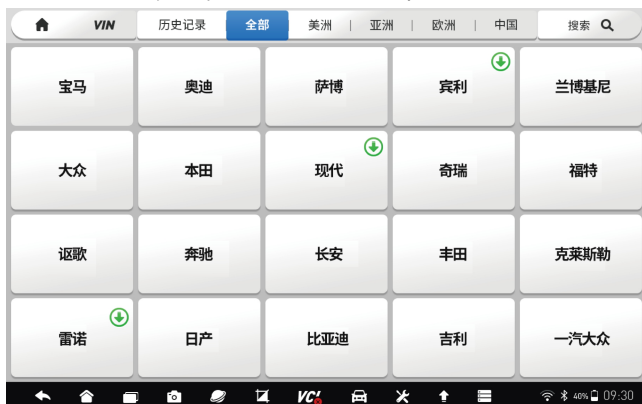 VIN 历史记录 全部 美洲 | 亚洲 | 欧洲 | 中国 搜索
宝马 奥迪 萨博 宾利 兰博基尼
大众 本田 现代 奇瑞 福特
讴歌 奔驰 长安 丰田 克莱斯勒
雷诺 日产 比亚迪 吉利 一汽大众
VCI 40% 09:30